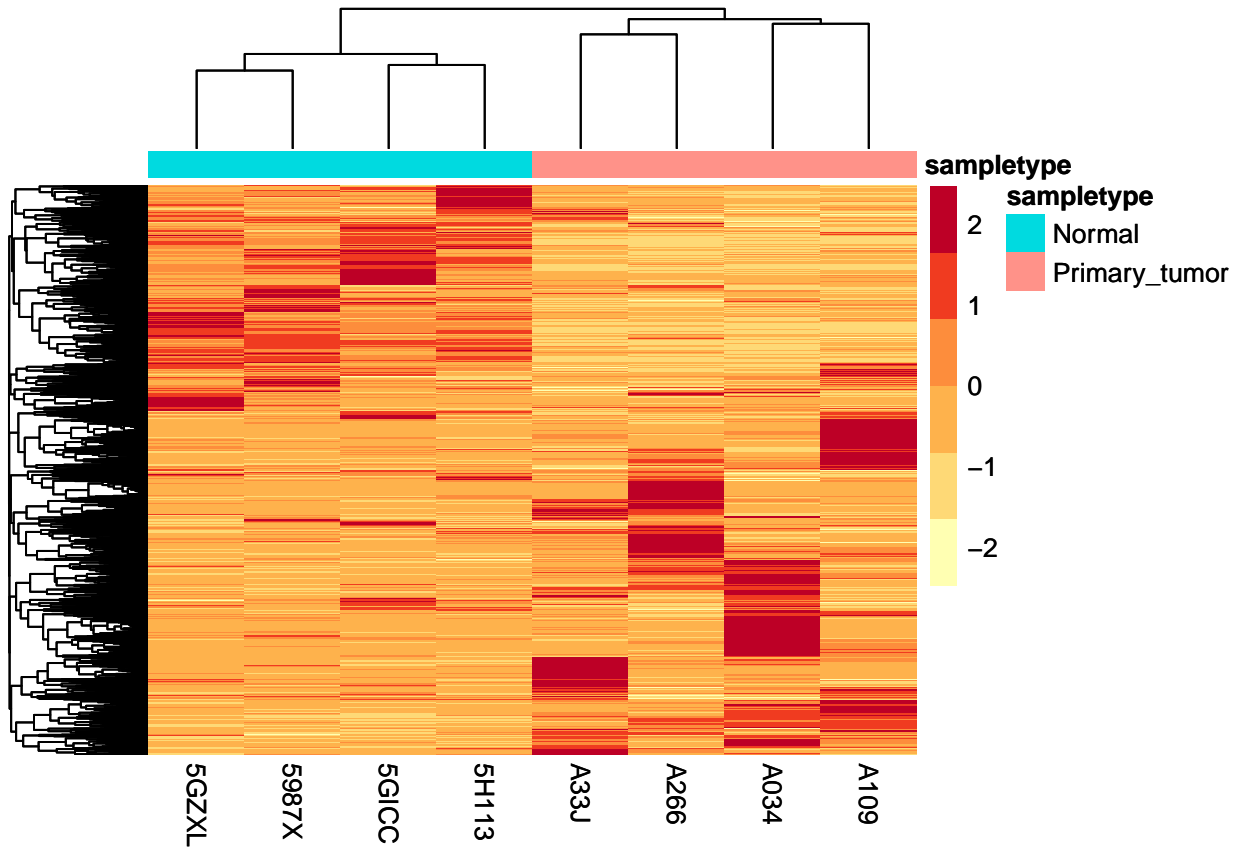 sampletype
sampletype
Normal
Primary_tumor
2
1
0
−1
−2
5GZXL
5987X
5GICC
5H113
A33J
A266
A034
A109